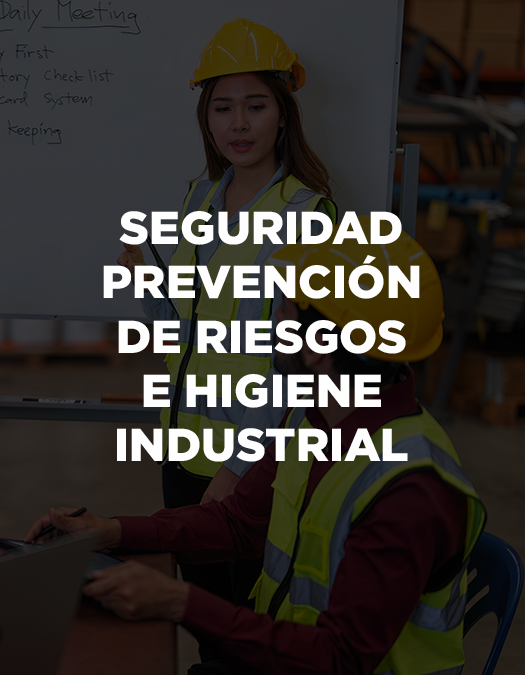 Daily Meeting
First
Check list
System
keeping
SEGURIDAD
PREVENCIÓN
DE RIESGOS
E HIGIENE
INDUSTRIAL